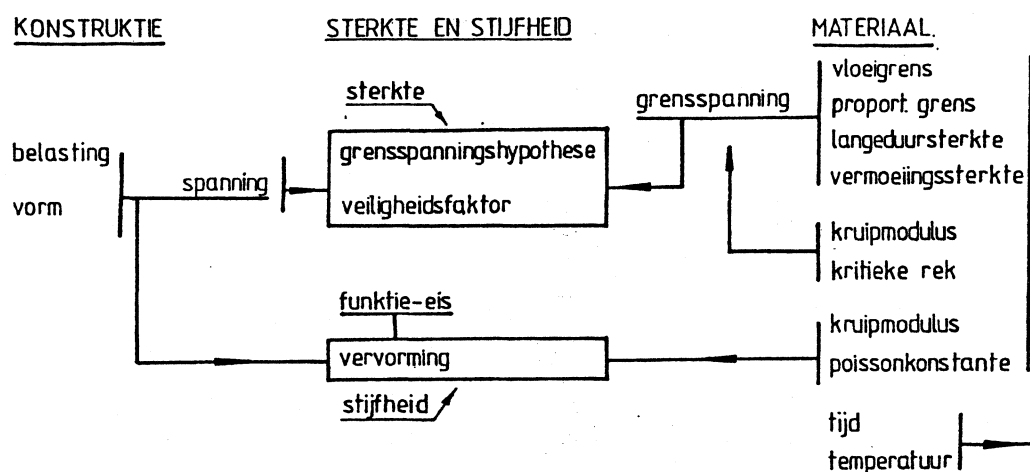 KONSTRUKTIE
STERKTE EN STIJFHEID
MATERIAAL.
belasting
vorm
spanning
sterkte
grensspanningshypothese
veiligheidsfaktor
grensspanning
vloeigrens
proport. grens
langeduursterkte
vermoeiingssterkte
kruipmodulus
kritieke rek
funktie-eis
vervorming
stijfheid
kruipmodulus
poissonkonstante
tijd
temperatuur